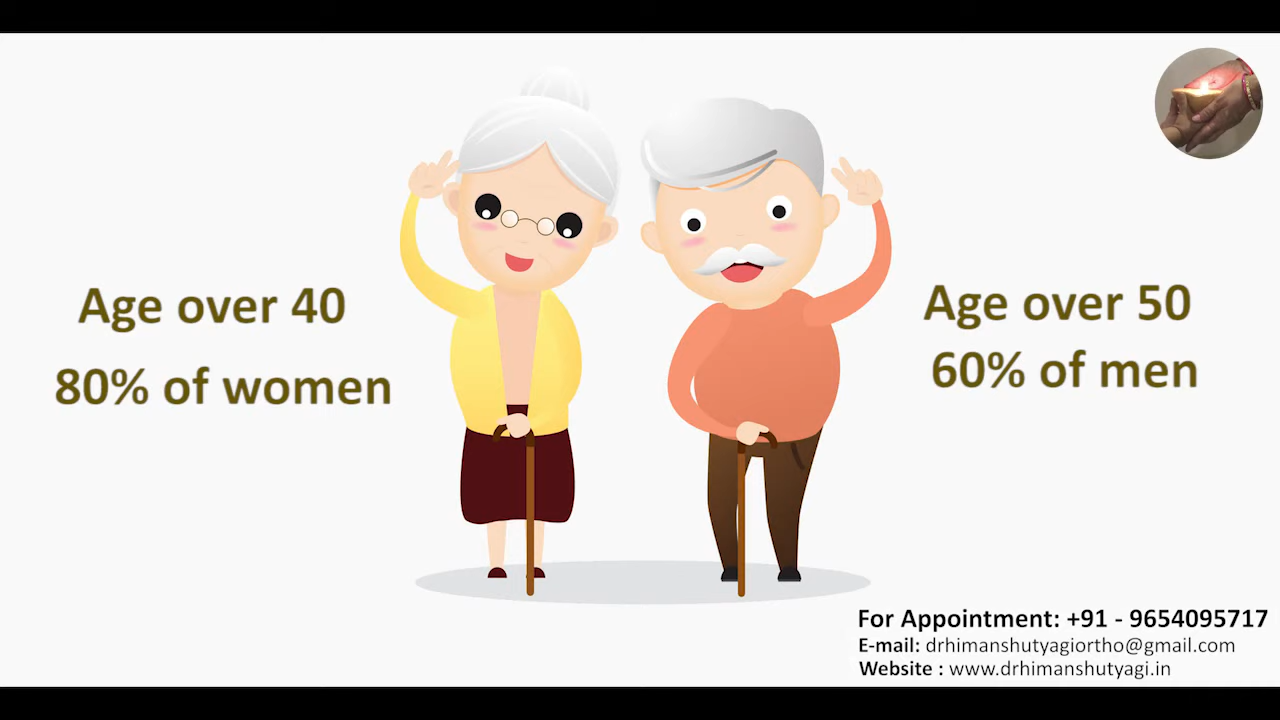 Age over 40
80% of women
Age over 50
60% of men
For Appointment: +91 - 9654095717
E-mail: drhimanshutyagiortho@gmail.com
Website : www.drhimanshutyagi.in